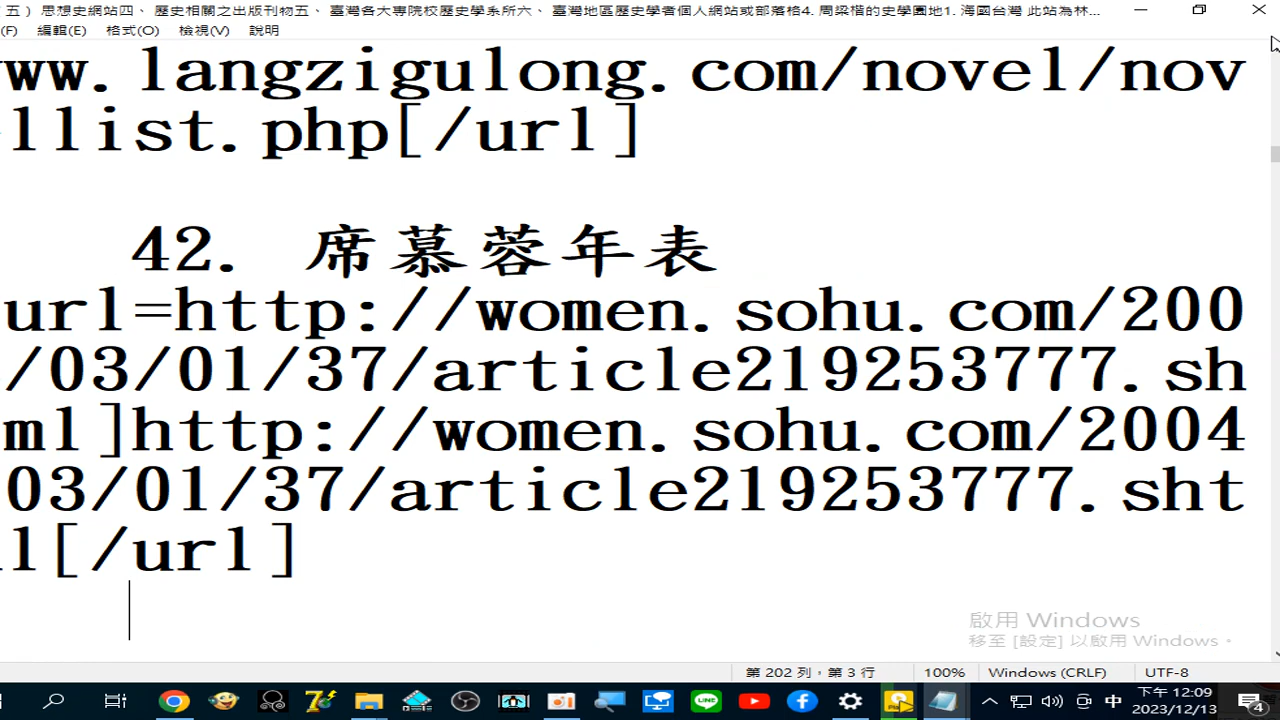 五） 思想史網站四、 歷史相關之出版刊物五、 臺灣各大專院校歷史學系所六、 臺灣地區歷史學者個人網站或部落格4. 周梁楷的史學園地1. 海國台灣 此站為林...
(F) 編輯(E) 格式(O) 檢視(V) 說明
www.langzigulong.com/novel/nov
ellist.php[/url]
42. 席慕蓉年表
url=http://women.sohu.com/200
/03/01/37/article219253777.sh
ml]http://women.sohu.com/2004
03/01/37/article219253777.sht
l[/url]
啟用 Windows
移至 [設定] 以啟用 Windows。
第 202 列，第 3 行 100% Windows (CRLF) UTF-8
中 下午 12:09
2023/12/13
4